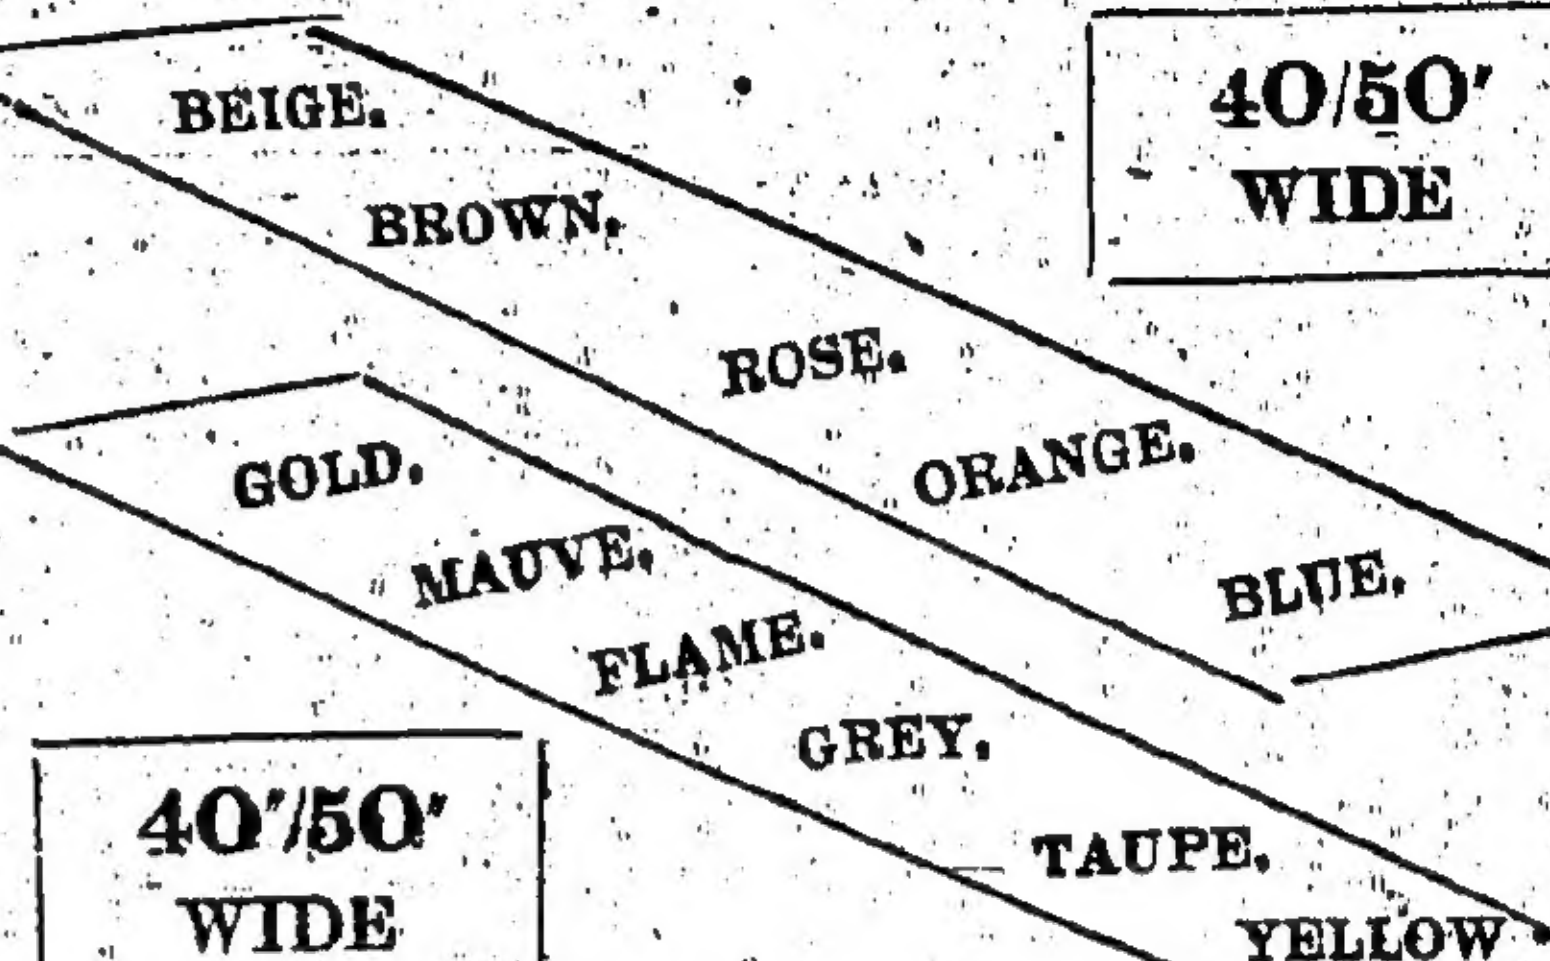 BEIGE.
BROWN.
ROSE.
ORANGE.
BLUE.
40/50"
WIDE
GOLD.
MAUVE.
FLAME.
GREY.
TAUPE.
YELLOW.
40"/50"
WIDE